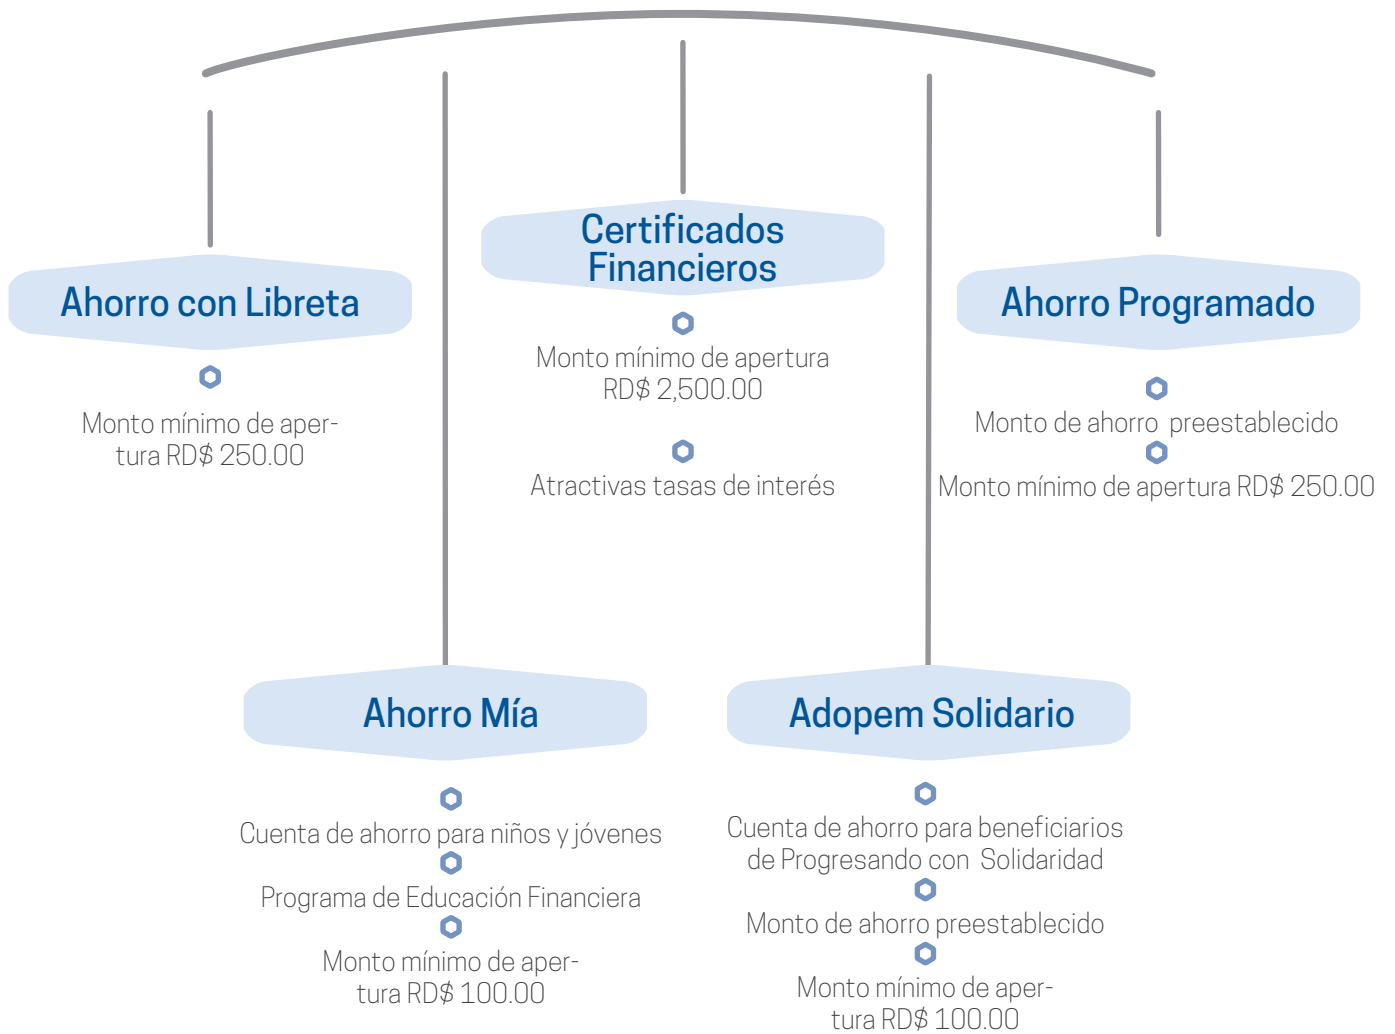 Ahorro con Libreta
Monto mínimo de aper-
tura RD$ 250.00
Certificados
Financieros
Monto mínimo de apertura
RD$ 2,500.00
Atractivas tasas de interés
Ahorro Programado
Monto de ahorro preestablecido
Monto mínimo de apertura RD$ 250.00
Ahorro Mía
Cuenta de ahorro para niños y jóvenes
Programa de Educación Financiera
Monto mínimo de aper-
tura RD$ 100.00
Adopem Solidario
Cuenta de ahorro para beneficiarios
de Progresando con Solidaridad
Monto de ahorro preestablecido
Monto mínimo de aper-
tura RD$ 100.00